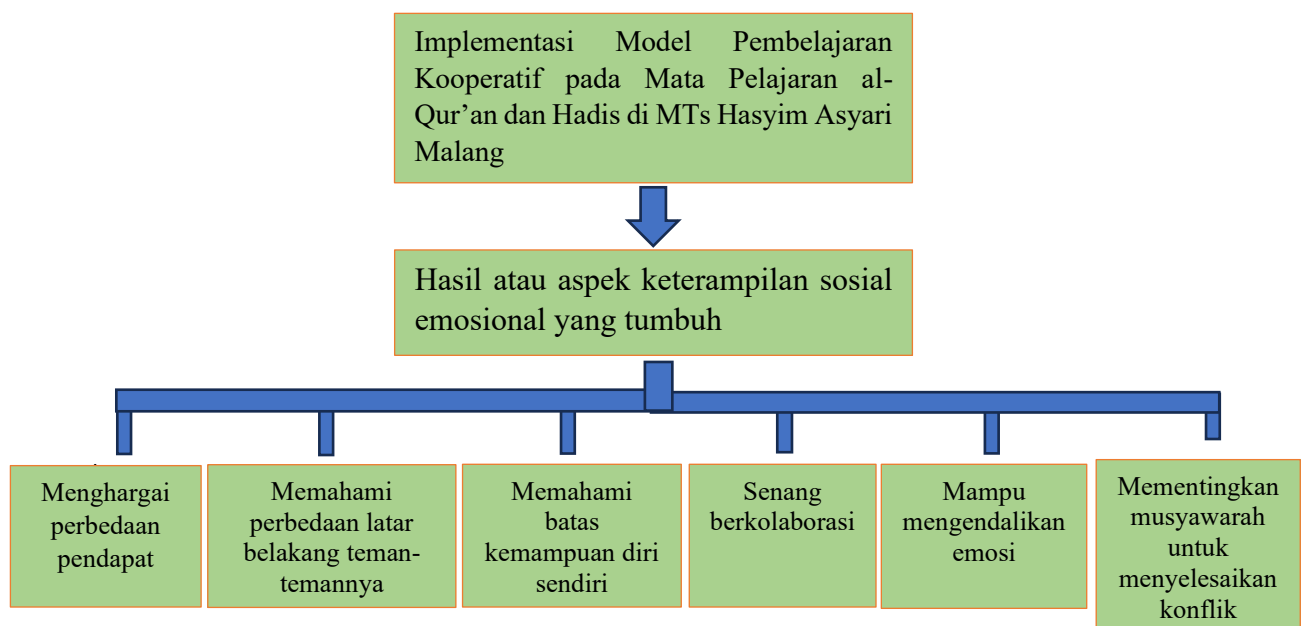 Implementasi Model Pembelajaran
Kooperatif pada Mata Pelajaran al-
Qur’an dan Hadis di MTs Hasyim Asyari
Malang
Hasil atau aspek keterampilan sosial
emosional yang tumbuh
Menghargai
perbedaan
pendapat
Memahami
perbedaan latar
belakang teman-
temannya
Memahami
batas
kemampuan diri
sendiri
Senang
berkolaborasi
Mampu
mengendalikan
emosi
Mementingkan
musyawarah
untuk
menyelesaikan
konflik